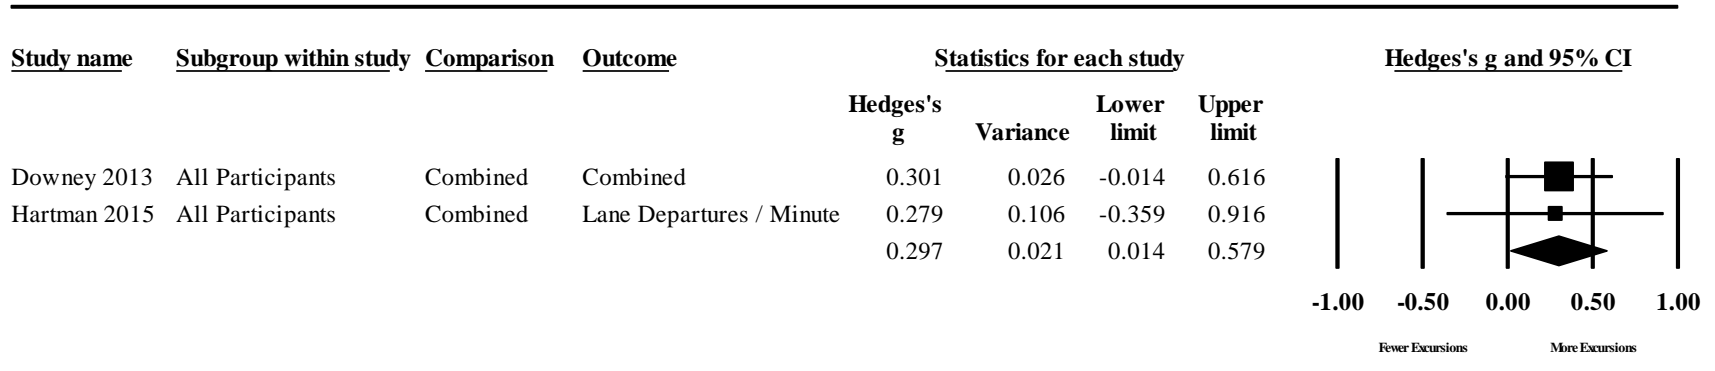 Study name Subgroup within study Comparison Outcome Statistics for each study Hedges's g and 95% CI
Hedges's Lower Upper
g Variance limit limit
Downey 2013 All Participants Combined Combined 0.301 0.026 -0.014 0.616
Hartman 2015 All Participants Combined Lane Departures / Minute 0.279 0.106 -0.359 0.916
0.297 0.021 0.014 0.579
-1.00 -0.50 0.00 0.50 1.00
Fewer Excursions More Excursions